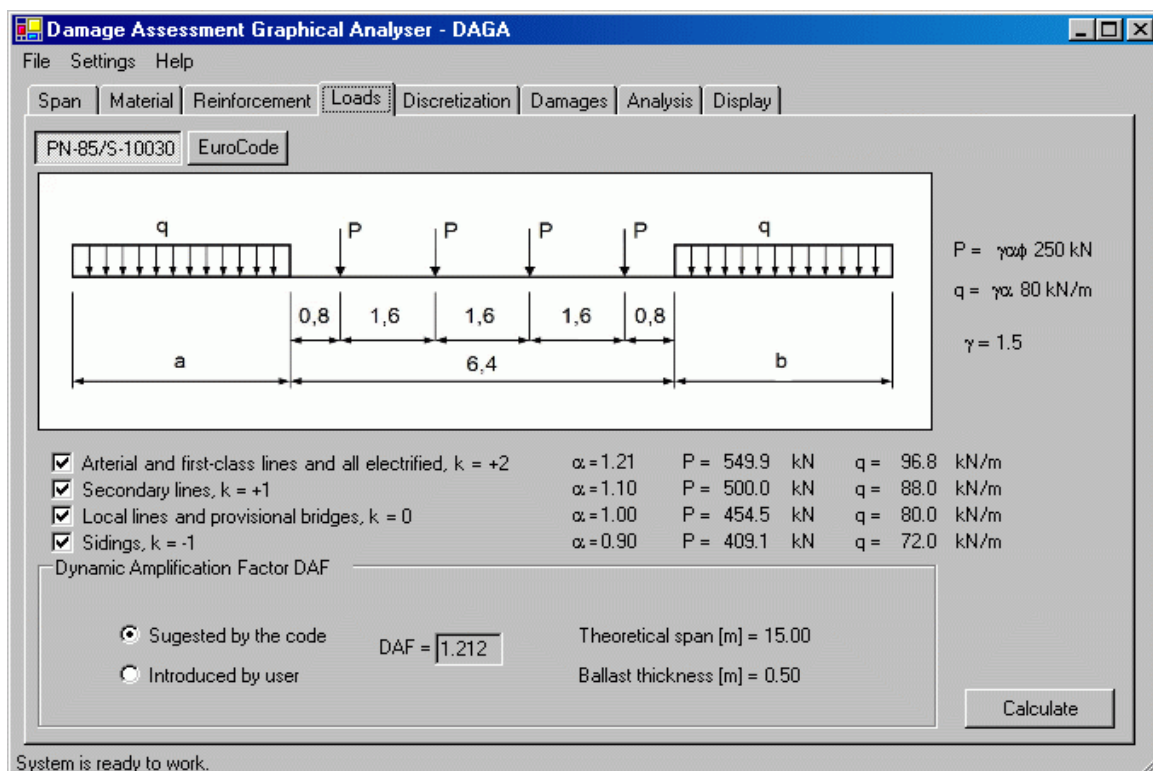 Damage Assessment Graphical Analyser - DAGA
File Settings Help
Span Material Reinforcement Loads Discretization Damages Analysis Display
PN-85/S-10030 EuroCode
q P P P P q
0,8 1,6 1,6 1,6 0,8
a 6,4 b
P = γαϕ 250 kN
q = γα 80 kN/m
γ = 1.5
Arterial and first-class lines and all electrified, k = +2 α = 1.21 P = 549.9 kN q = 96.8 kN/m
Secondary lines, k = +1 α = 1.10 P = 500.0 kN q = 88.0 kN/m
Local lines and provisional bridges, k = 0 α = 1.00 P = 454.5 kN q = 80.0 kN/m
Sidings, k = -1 α = 0.90 P = 409.1 kN q = 72.0 kN/m
Dynamic Amplification Factor DAF
Sugested by the code DAF = 1.212 Theoretical span [m] = 15.00
Introduced by user Ballast thickness [m] = 0.50
Calculate
System is ready to work.